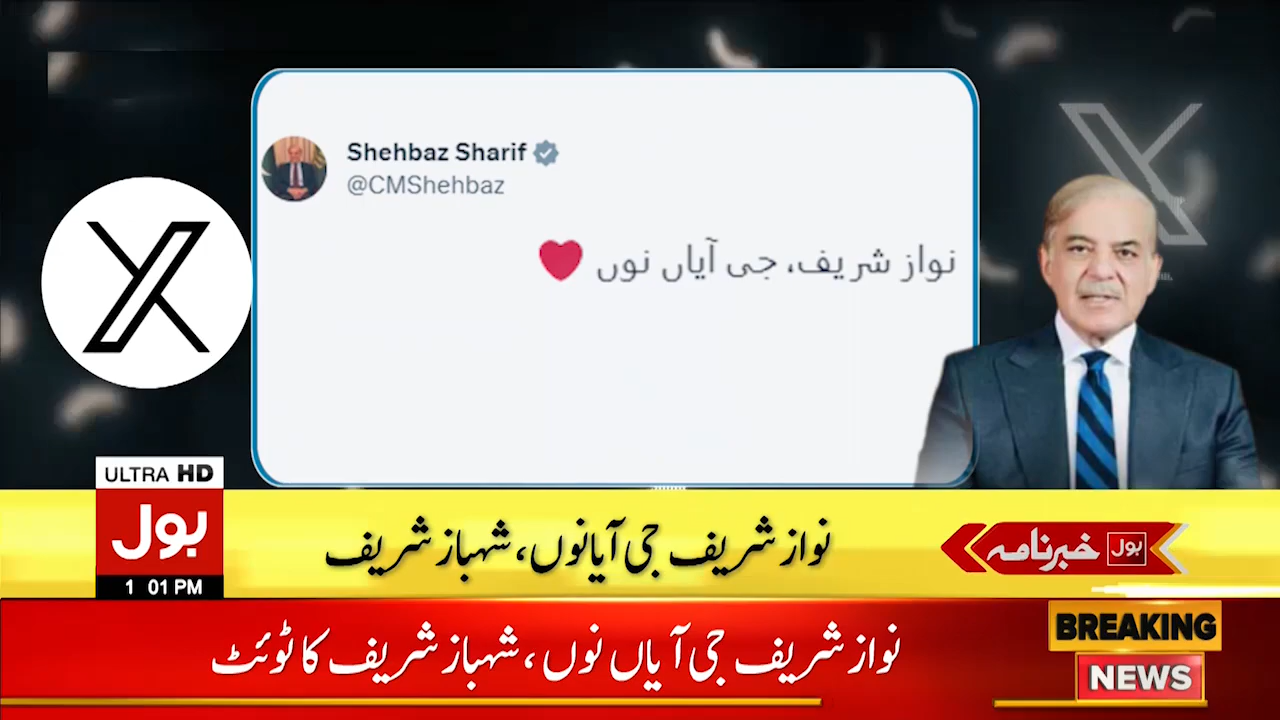 Shehbaz Sharif
@CMShehbaz
نواز شریف، جی آیاں نوں ❤️
ULTRA HD
بول
1 01 PM
نواز شریف جی آیانوں، شہباز شریف
بول خبرنامہ
نواز شریف جی آیاں نوں، شہباز شریف کا ٹوئٹ
BREAKING
NEWS